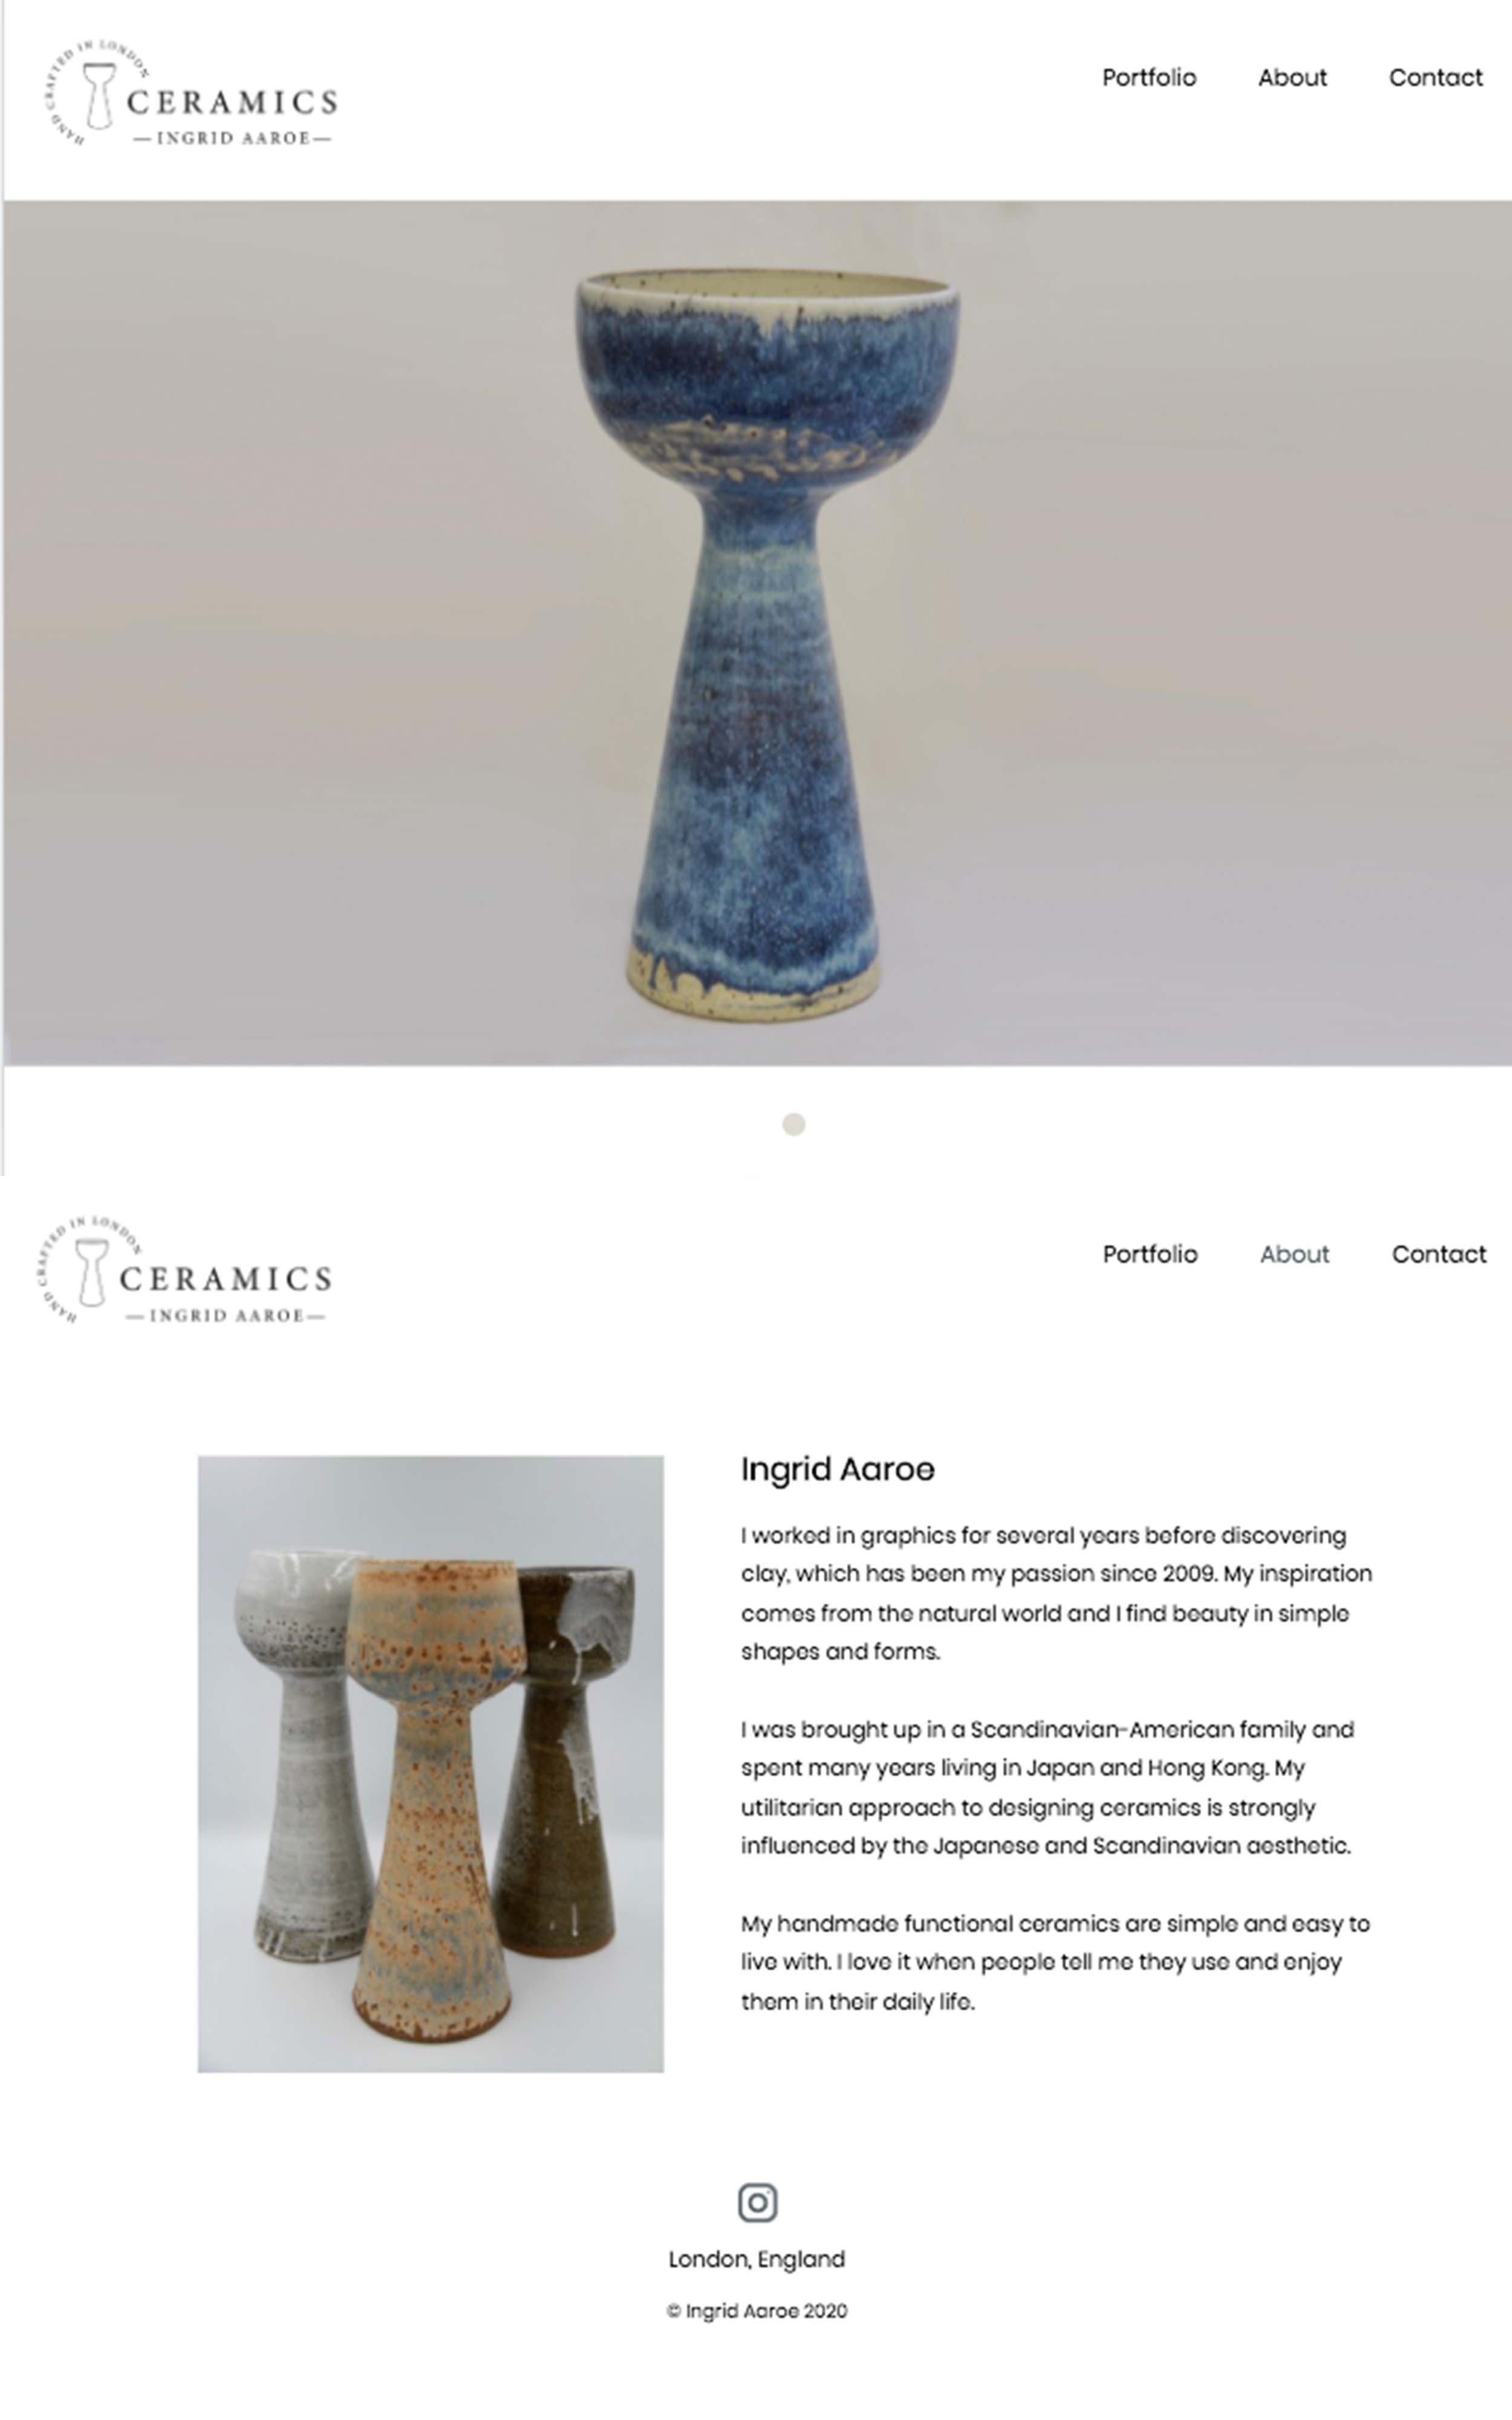 HAND CRAFTED IN LONDON
CERAMICS
—INGRID AAROE—
Portfolio About Contact
HAND CRAFTED IN LONDON
CERAMICS
—INGRID AAROE—
Portfolio About Contact
Ingrid Aaroe
I worked in graphics for several years before discovering
clay, which has been my passion since 2009. My inspiration
comes from the natural world and I find beauty in simple
shapes and forms.
I was brought up in a Scandinavian-American family and
spent many years living in Japan and Hong Kong. My
utilitarian approach to designing ceramics is strongly
influenced by the Japanese and Scandinavian aesthetic.
My handmade functional ceramics are simple and easy to
live with. I love it when people tell me they use and enjoy
them in their daily life.
London, England
© Ingrid Aaroe 2020